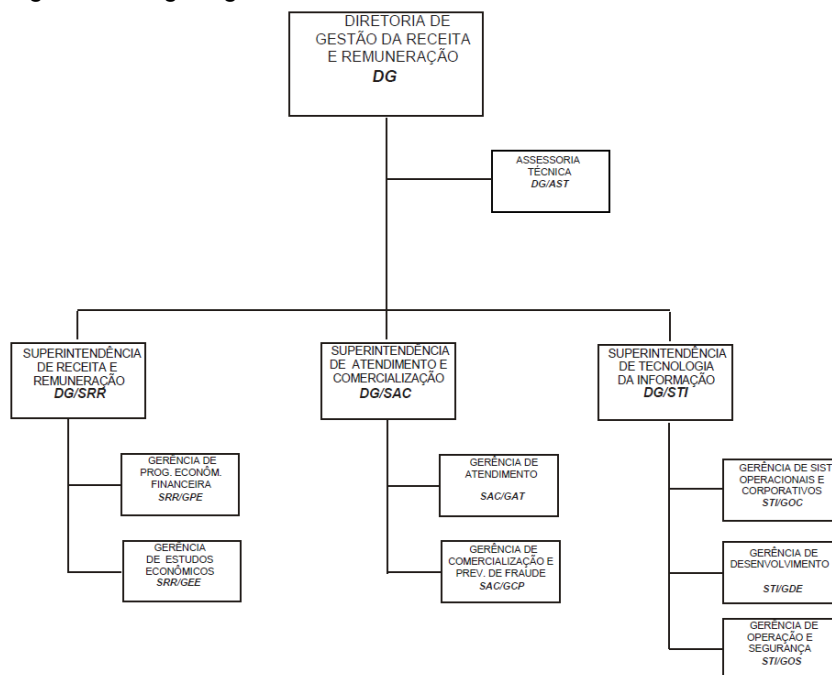 DIRETORIA DE
GESTÃO DA RECEITA
E REMUNERAÇÃO
DG
ASSESSORIA
TÉCNICA
DG/AST
SUPERINTENDÊNCIA
DE RECEITA E
REMUNERAÇÃO
DG/SRR
SUPERINTENDÊNCIA
DE ATENDIMENTO E
COMERCIALIZAÇÃO
DG/SAC
SUPERINTENDÊNCIA
DE TECNOLOGIA
DA INFORMAÇÃO
DG/STI
GERÊNCIA DE
PROG. ECONÔM.
FINANCEIRA
SRR/GPE
GERÊNCIA
DE ESTUDOS
ECONÔMICOS
SRR/GEE
GERÊNCIA DE
ATENDIMENTO
SAC/GAT
GERÊNCIA DE
COMERCIALIZAÇÃO E
PREV. DE FRAUDE
SAC/GCP
GERÊNCIA DE SIST
OPERACIONAIS E
CORPORATIVOS
STI/GOC
GERÊNCIA DE
DESENVOLVIMENTO
STI/GDE
GERÊNCIA DE
OPERAÇÃO E
SEGURANÇA
STI/GOS